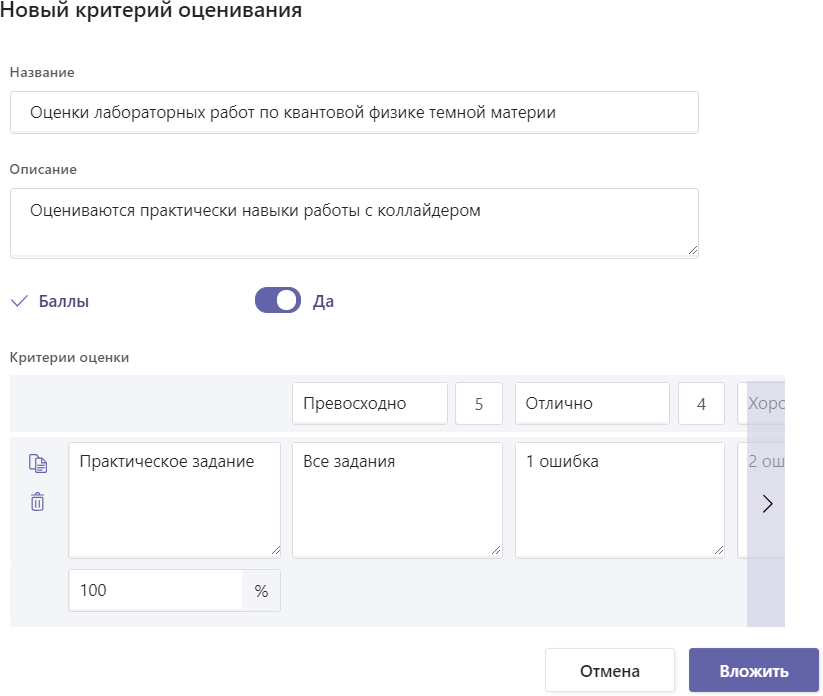 Новый критерий оценивания
Название
Оценки лабораторных работ по квантовой физике темной материи
Описание
Оцениваются практически навыки работы с коллайдером
Баллы Да
Критерии оценки
Превосходно 5 Отлично 4 Хоро
Практическое задание Все задания 1 ошибка 2 ош
100 %
Отмена Вложить